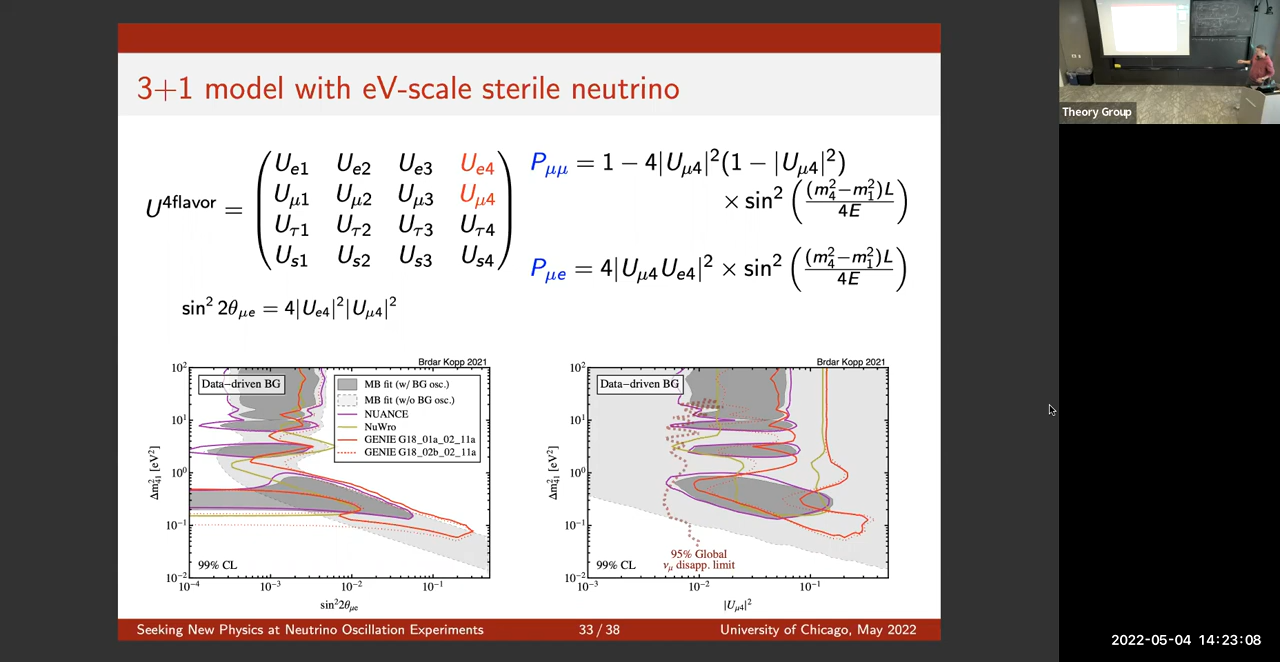 3+1 model with eV-scale sterile neutrino
U^4flavor = ( U_e1 U_e2 U_e3 U_e4
U_μ1 U_μ2 U_μ3 U_μ4
U_τ1 U_τ2 U_τ3 U_τ4
U_s1 U_s2 U_s3 U_s4 )
sin² 2θ_μe = 4|U_e4|²|U_μ4|²
P_μμ = 1 − 4|U_μ4|²(1 − |U_μ4|²)
× sin² ( (m₄²−m₁²)L / 4E )
P_μe = 4|U_μ4 U_e4|² × sin² ( (m₄²−m₁²)L / 4E )
Brdar Kopp 2021
Data−driven BG
MB fit (w/ BG osc.)
MB fit (w/o BG osc.)
NUANCE
NuWro
GENIE G18_01a_02_11a
GENIE G18_02b_02_11a
99% CL
10² 10¹ 10⁰ 10⁻¹ 10⁻²
Δm²₄₁ [eV²]
10⁻⁴ 10⁻³ 10⁻² 10⁻¹
sin²2θ_μe
Brdar Kopp 2021
Data−driven BG
95% Global
ν_μ disapp. limit
99% CL
10² 10¹ 10⁰ 10⁻¹ 10⁻²
Δm²₄₁ [eV²]
10⁻³ 10⁻² 10⁻¹
|U_μ4|²
Seeking New Physics at Neutrino Oscillation Experiments 33 / 38 University of Chicago, May 2022
Theory Group
2022-05-04 14:23:08